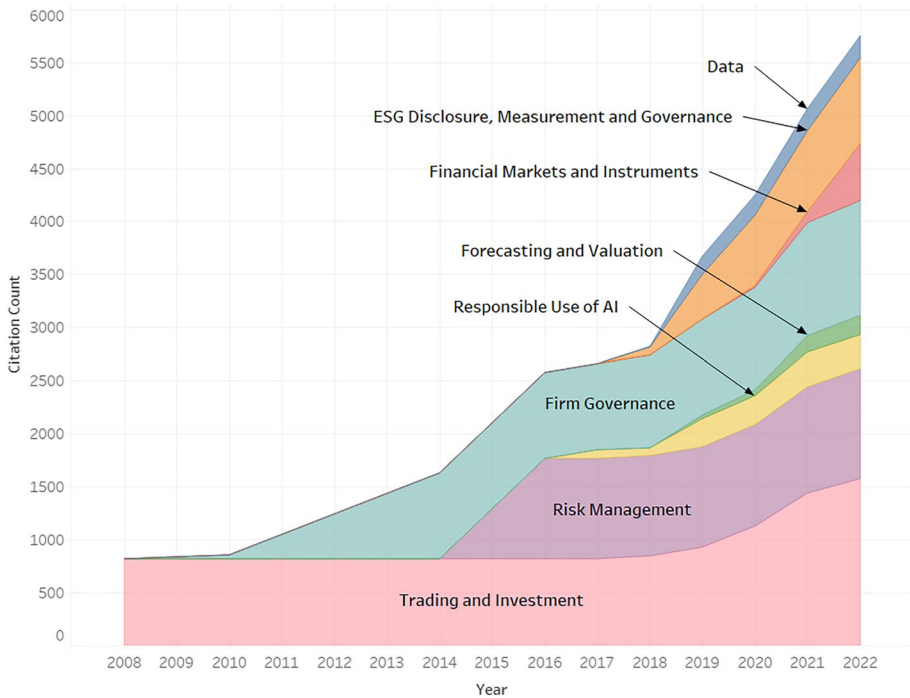 6000
5500
5000
4500
4000
3500
3000
2500
2000
1500
1000
500
0
Citation Count
Data
ESG Disclosure, Measurement and Governance
Financial Markets and Instruments
Forecasting and Valuation
Responsible Use of AI
Firm Governance
Risk Management
Trading and Investment
2008 2009 2010 2011 2012 2013 2014 2015 2016 2017 2018 2019 2020 2021 2022
Year